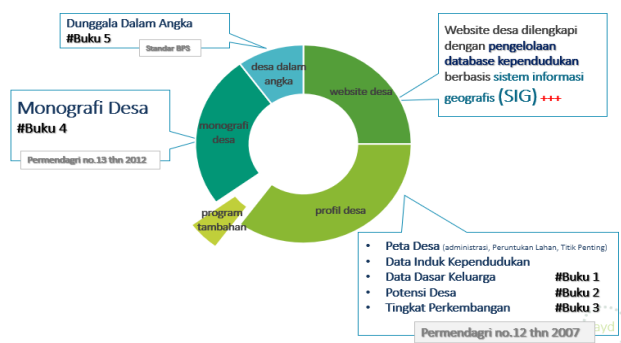 Dunggala Dalam Angka
#Buku 5
Standar BPS
Website desa dilengkapi
dengan pengelolaan
database kependudukan
berbasis sistem informasi
geografis (SIG) +++
desa dalam
angka
website desa
Monografi Desa
#Buku 4
Permendagri no.13 thn 2012
monografi
desa
program
tambahan
profil desa
• Peta Desa (administrasi, Peruntukan Lahan, Titik Penting)
• Data Induk Kependudukan
• Data Dasar Keluarga #Buku 1
• Potensi Desa #Buku 2
• Tingkat Perkembangan #Buku 3
Permendagri no.12 thn 2007
ayd